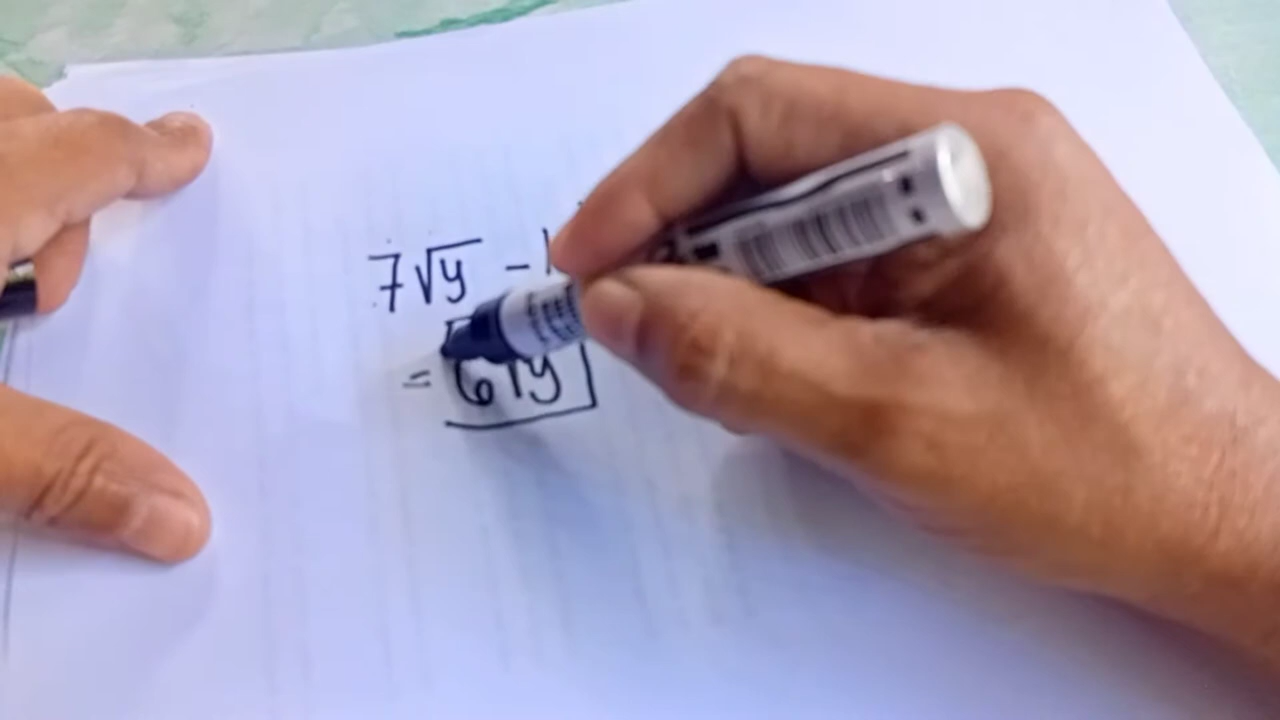 7√y - 1
= 6√y